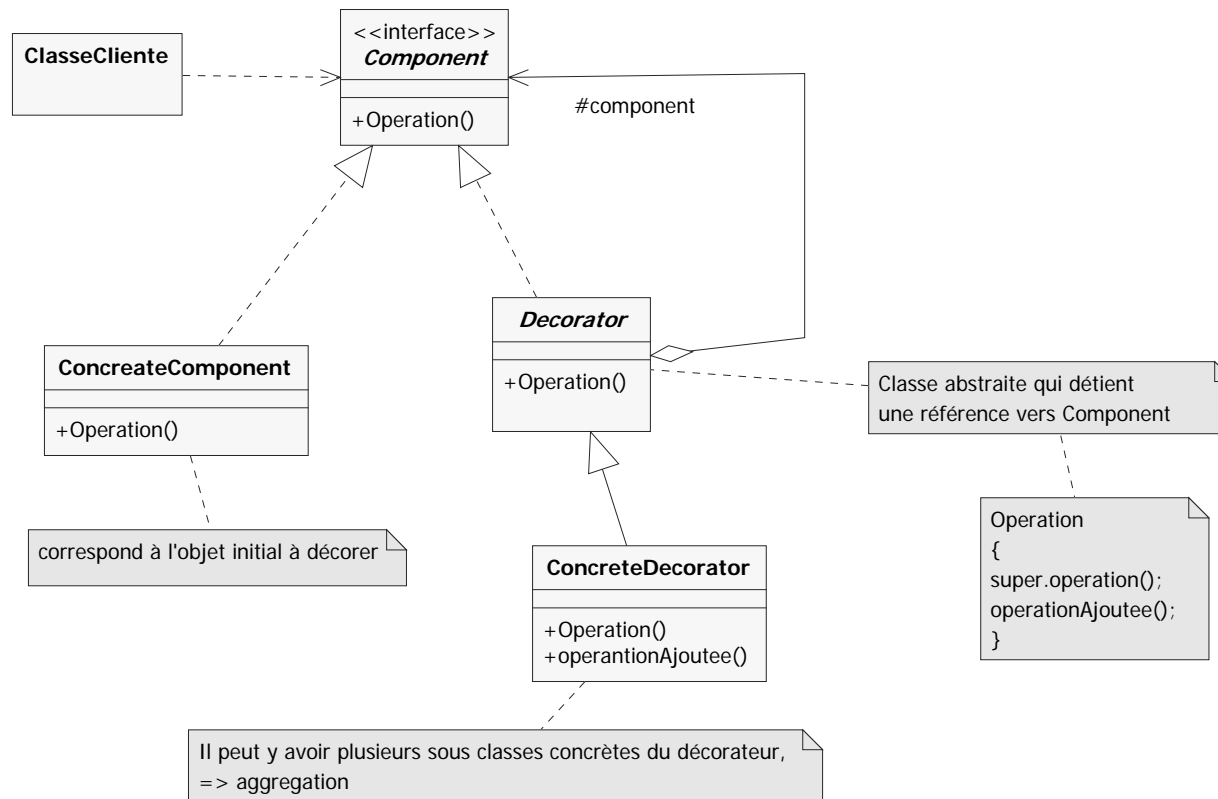 ClasseCliente
<<interface>>
Component
+Operation()
#component
ConcreateComponent
+Operation()
correspond à l'objet initial à décorer
Decorator
+Operation()
Classe abstraite qui détient
une référence vers Component
Operation
{
super.operation();
operationAjoutee();
}
ConcreteDecorator
+Operation()
+operantionAjoutee()
Il peut y avoir plusieurs sous classes concrètes du décorateur,
=> aggregation